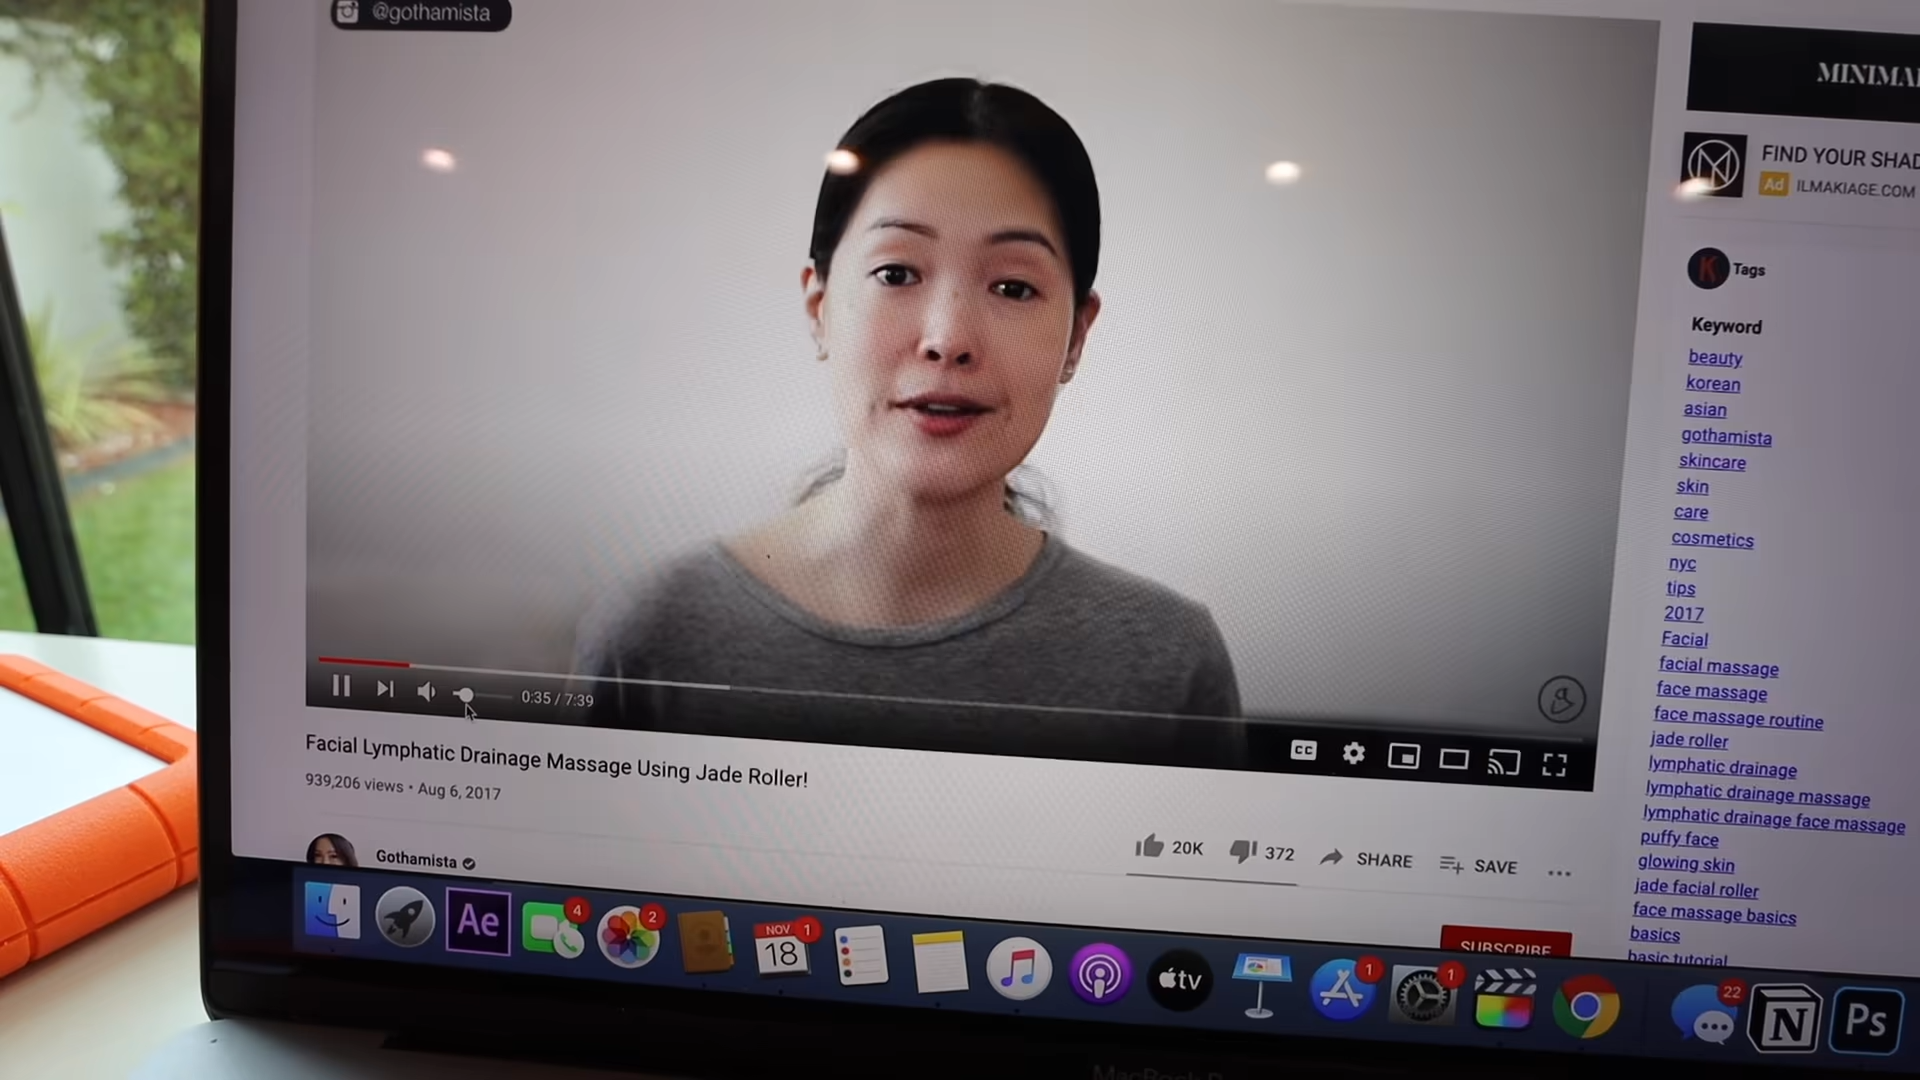 @gothamista
MINIMA
FIND YOUR SHAD
Ad ILMAKIAGE.COM
K Tags
Keyword
beauty
korean
asian
gothamista
skincare
skin
care
cosmetics
nyc
tips
2017
Facial
facial massage
face massage
face massage routine
jade roller
lymphatic drainage
lymphatic drainage massage
lymphatic drainage face massage
puffy face
glowing skin
jade facial roller
face massage basics
basics
basic tutorial
0:35 / 7:39
CC
Facial Lymphatic Drainage Massage Using Jade Roller!
939,206 views • Aug 6, 2017
20K 372 SHARE SAVE
Gothamista
SUBSCRIBE
Ae 4 2 NOV 18 1 tv 1 1 22 N Ps
MacBook P